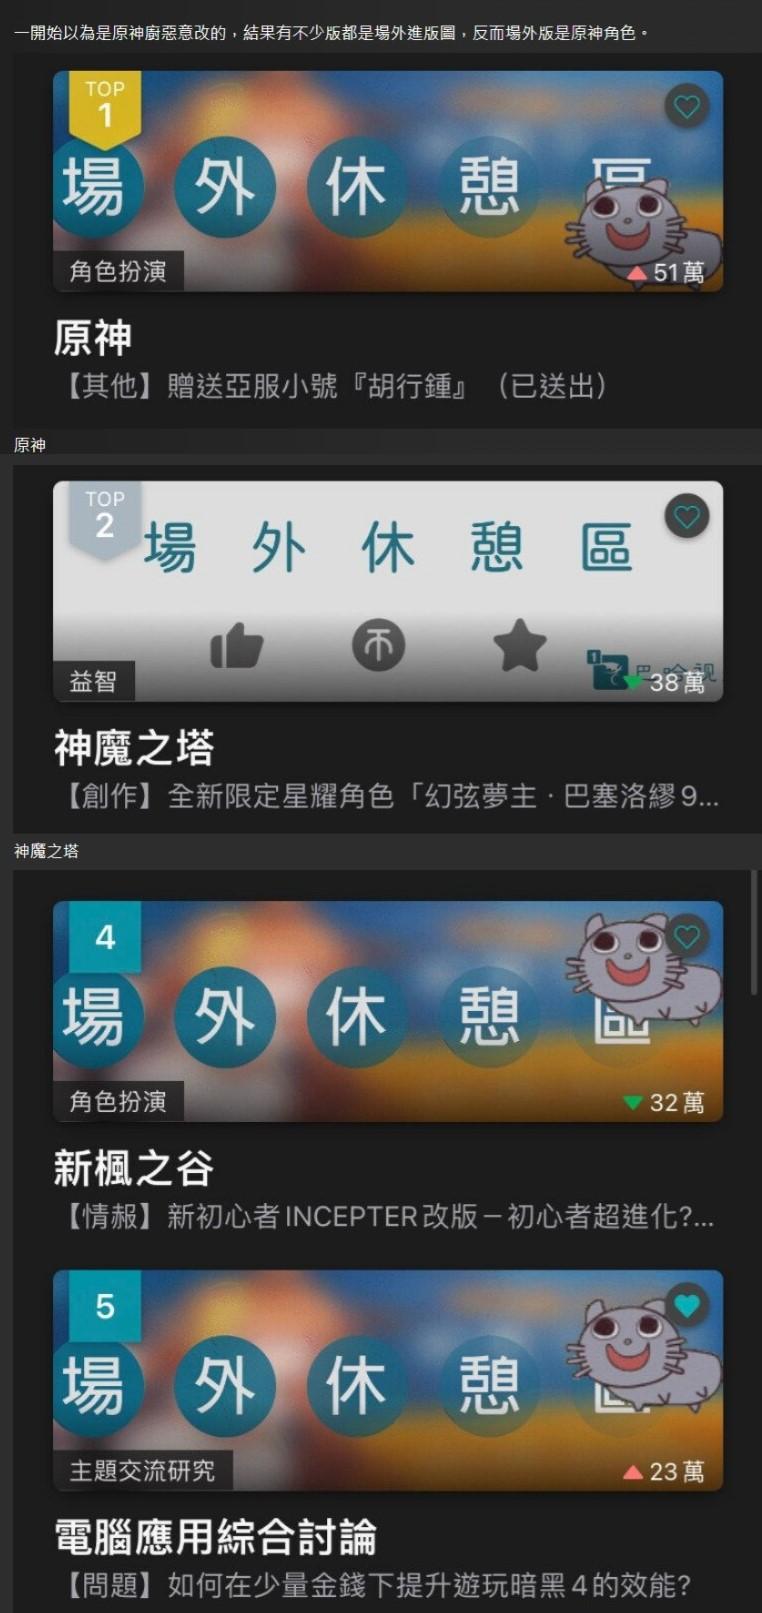 一開始以為是原神廚惡意改的，結果有不少版都是場外進版圖，反而場外版是原神角色。
TOP
1
場外休憩區
角色扮演
51萬
原神
【其他】贈送亞服小號『胡行鍾』（已送出）
原神
TOP
2
場外休憩區
益智
38萬
神魔之塔
【創作】全新限定星耀角色「幻弦夢主．巴塞洛繆 9...
神魔之塔
4
場外休憩區
角色扮演
32萬
新楓之谷
【情報】新初心者INCEPTER改版－初心者超進化?...
5
場外休憩
主題交流研究
23萬
電腦應用綜合討論
【問題】如何在少量金錢下提升遊玩暗黑4的效能?